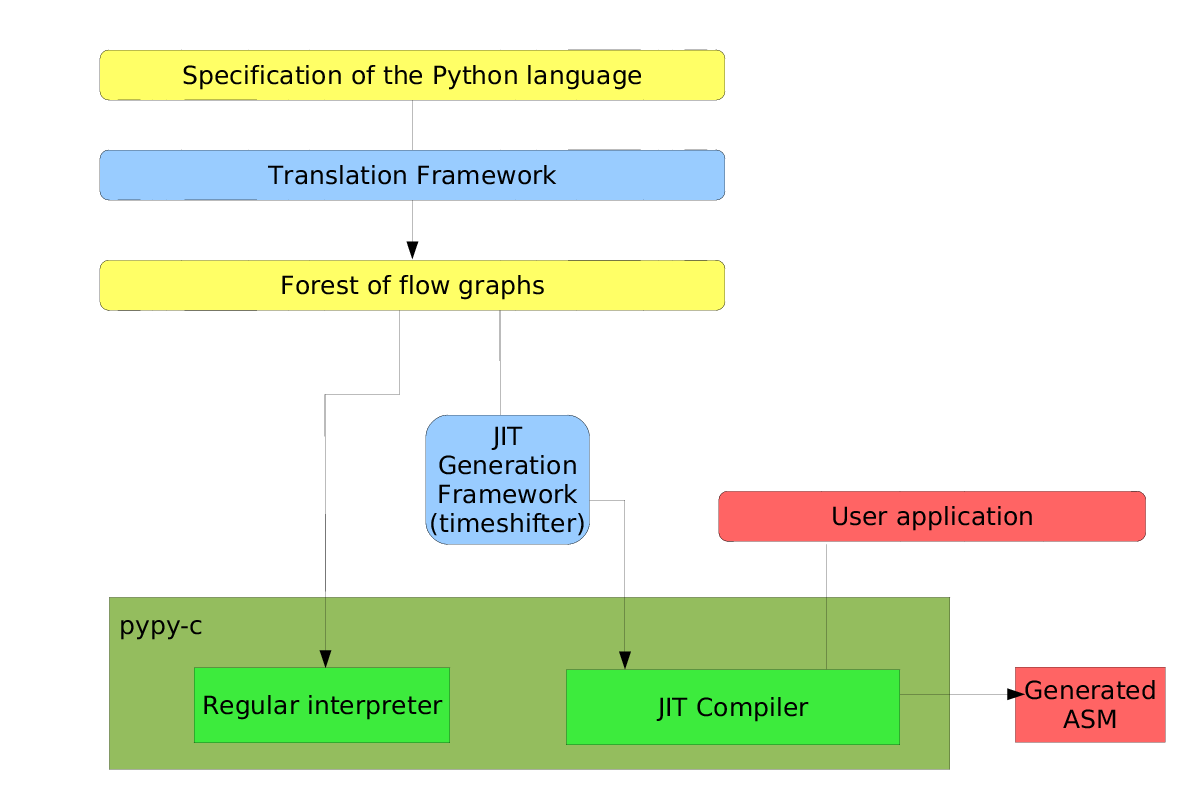 Specification of the Python language
Translation Framework
Forest of flow graphs
JIT
Generation
Framework
(timeshifter)
User application
pypy-c
Regular interpreter
JIT Compiler
Generated
ASM